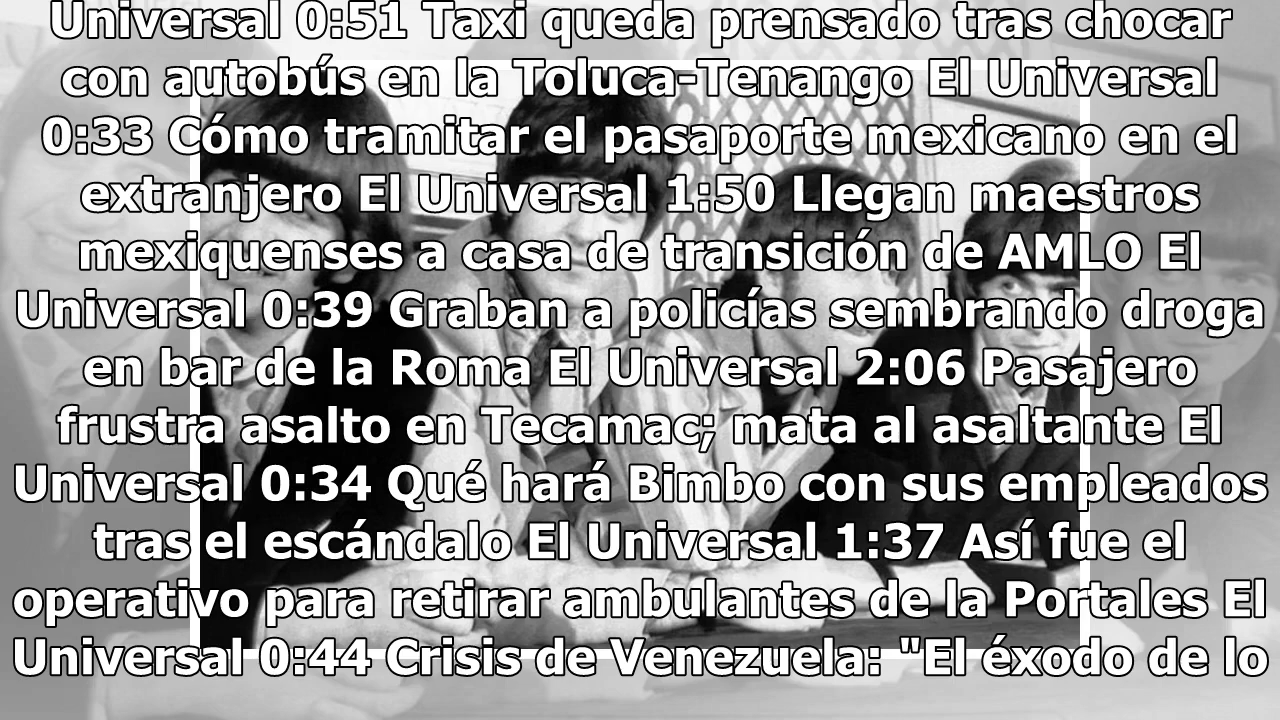 Universal 0:51 Taxi queda prensado tras chocar
con autobús en la Toluca-Tenango El Universal
0:33 Cómo tramitar el pasaporte mexicano en el
extranjero El Universal 1:50 Llegan maestros
mexiquenses a casa de transición de AMLO El
Universal 0:39 Graban a policías sembrando droga
en bar de la Roma El Universal 2:06 Pasajero
frustra asalto en Tecamac; mata al asaltante El
Universal 0:34 Qué hará Bimbo con sus empleados
tras el escándalo El Universal 1:37 Así fue el
operativo para retirar ambulantes de la Portales El
Universal 0:44 Crisis de Venezuela: "El éxodo de lo